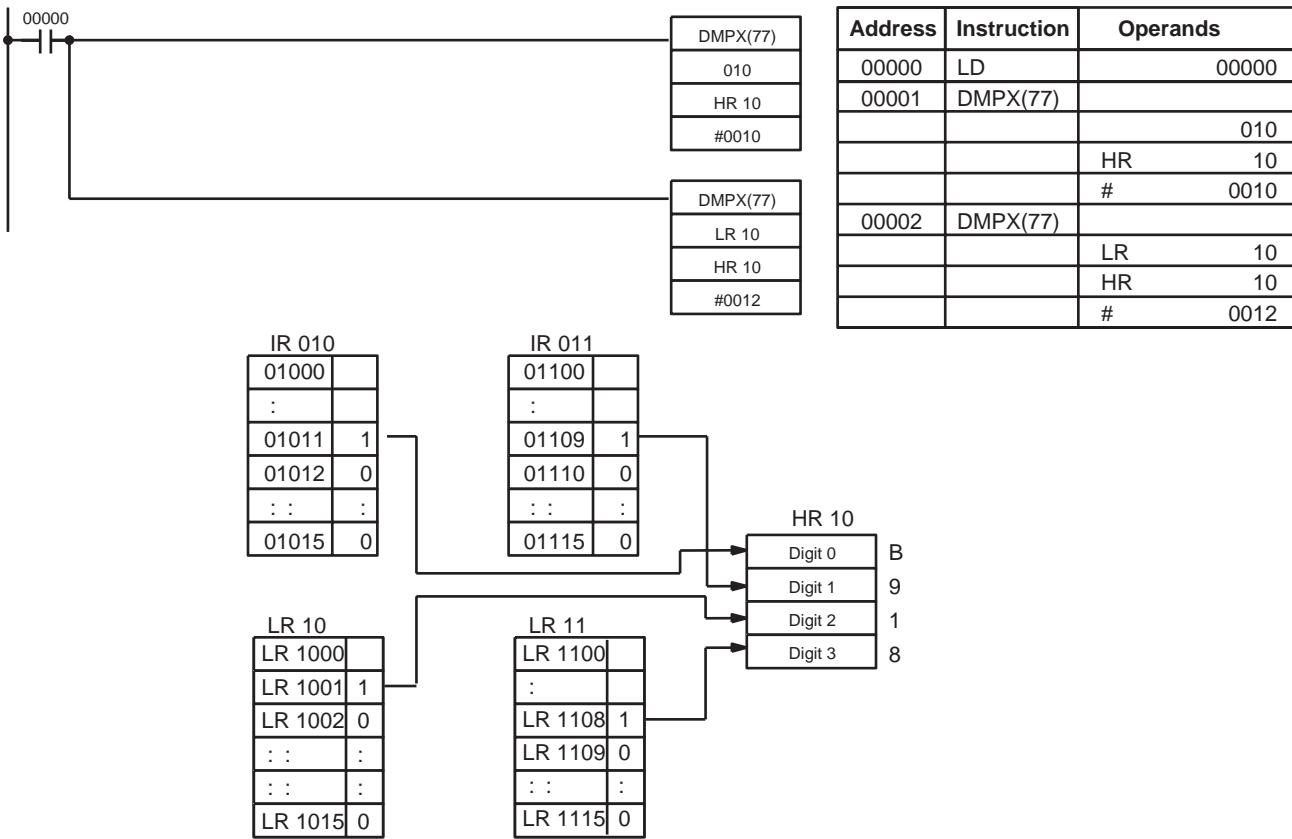 00000
DMPX(77)
010
HR 10
#0010
DMPX(77)
LR 10
HR 10
#0012
Address Instruction Operands
00000 LD 00000
00001 DMPX(77)
010
HR 10
# 0010
00002 DMPX(77)
LR 10
HR 10
# 0012
IR 010
01000
:
01011 1
01012 0
: : :
01015 0
IR 011
01100
:
01109 1
01110 0
: : :
01115 0
HR 10
Digit 0 B
Digit 1 9
Digit 2 1
Digit 3 8
LR 10
LR 1000
LR 1001 1
LR 1002 0
: : :
: : :
LR 1015 0
LR 11
LR 1100
:
LR 1108 1
LR 1109 0
: : :
LR 1115 0